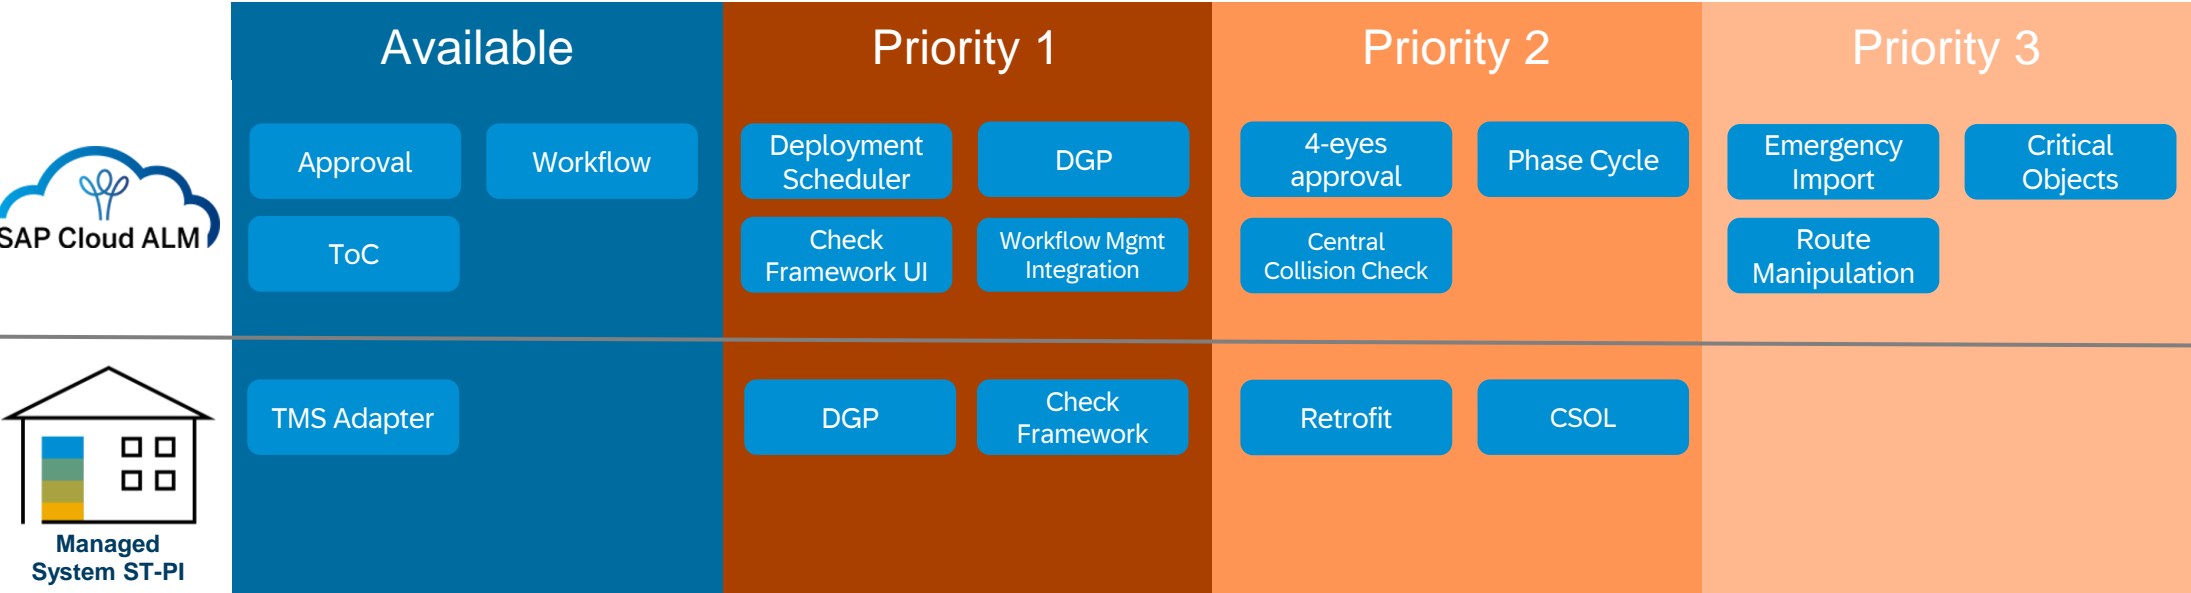 Available
Priority 1
Priority 2
Priority 3
SAP Cloud ALM
Approval
Workflow
ToC
Deployment
Scheduler
DGP
Check
Framework UI
Workflow Mgmt
Integration
4-eyes
approval
Phase Cycle
Central
Collision Check
Emergency
Import
Critical
Objects
Route
Manipulation
Managed
System ST-PI
TMS Adapter
DGP
Check
Framework
Retrofit
CSOL